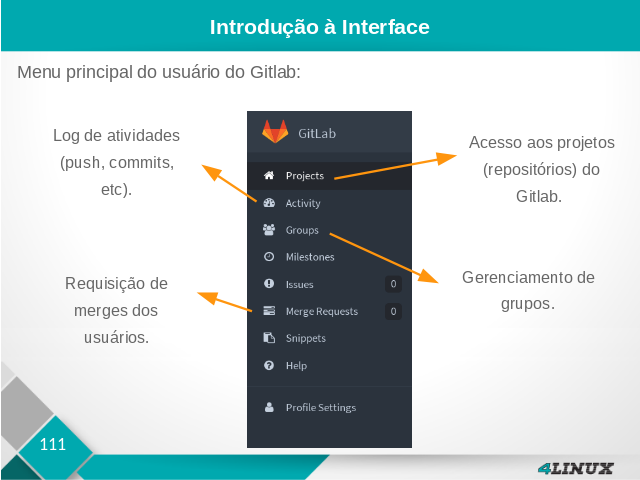 Introdução à Interface
Menu principal do usuário do Gitlab:
Log de atividades
(push, commits,
etc).
Requisição de
merges dos
usuários.
GitLab
Projects
Activity
Groups
Milestones
Issues 0
Merge Requests 0
Snippets
Help
Profile Settings
Acesso aos projetos
(repositórios) do
Gitlab.
Gerenciamento de
grupos.
111
4LINUX